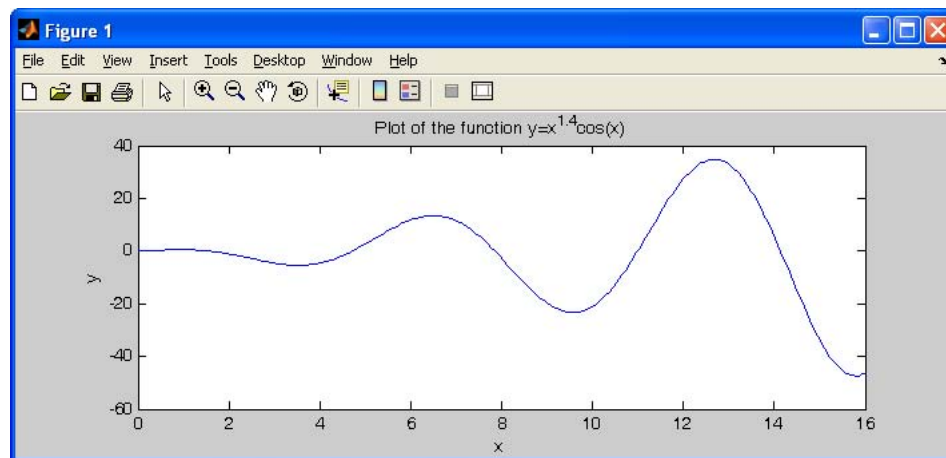 Figure 1
File Edit View Insert Tools Desktop Window Help
Plot of the function y=x^1.4cos(x)
40
20
0
-20
-40
-60
y
0 2 4 6 8 10 12 14 16
x